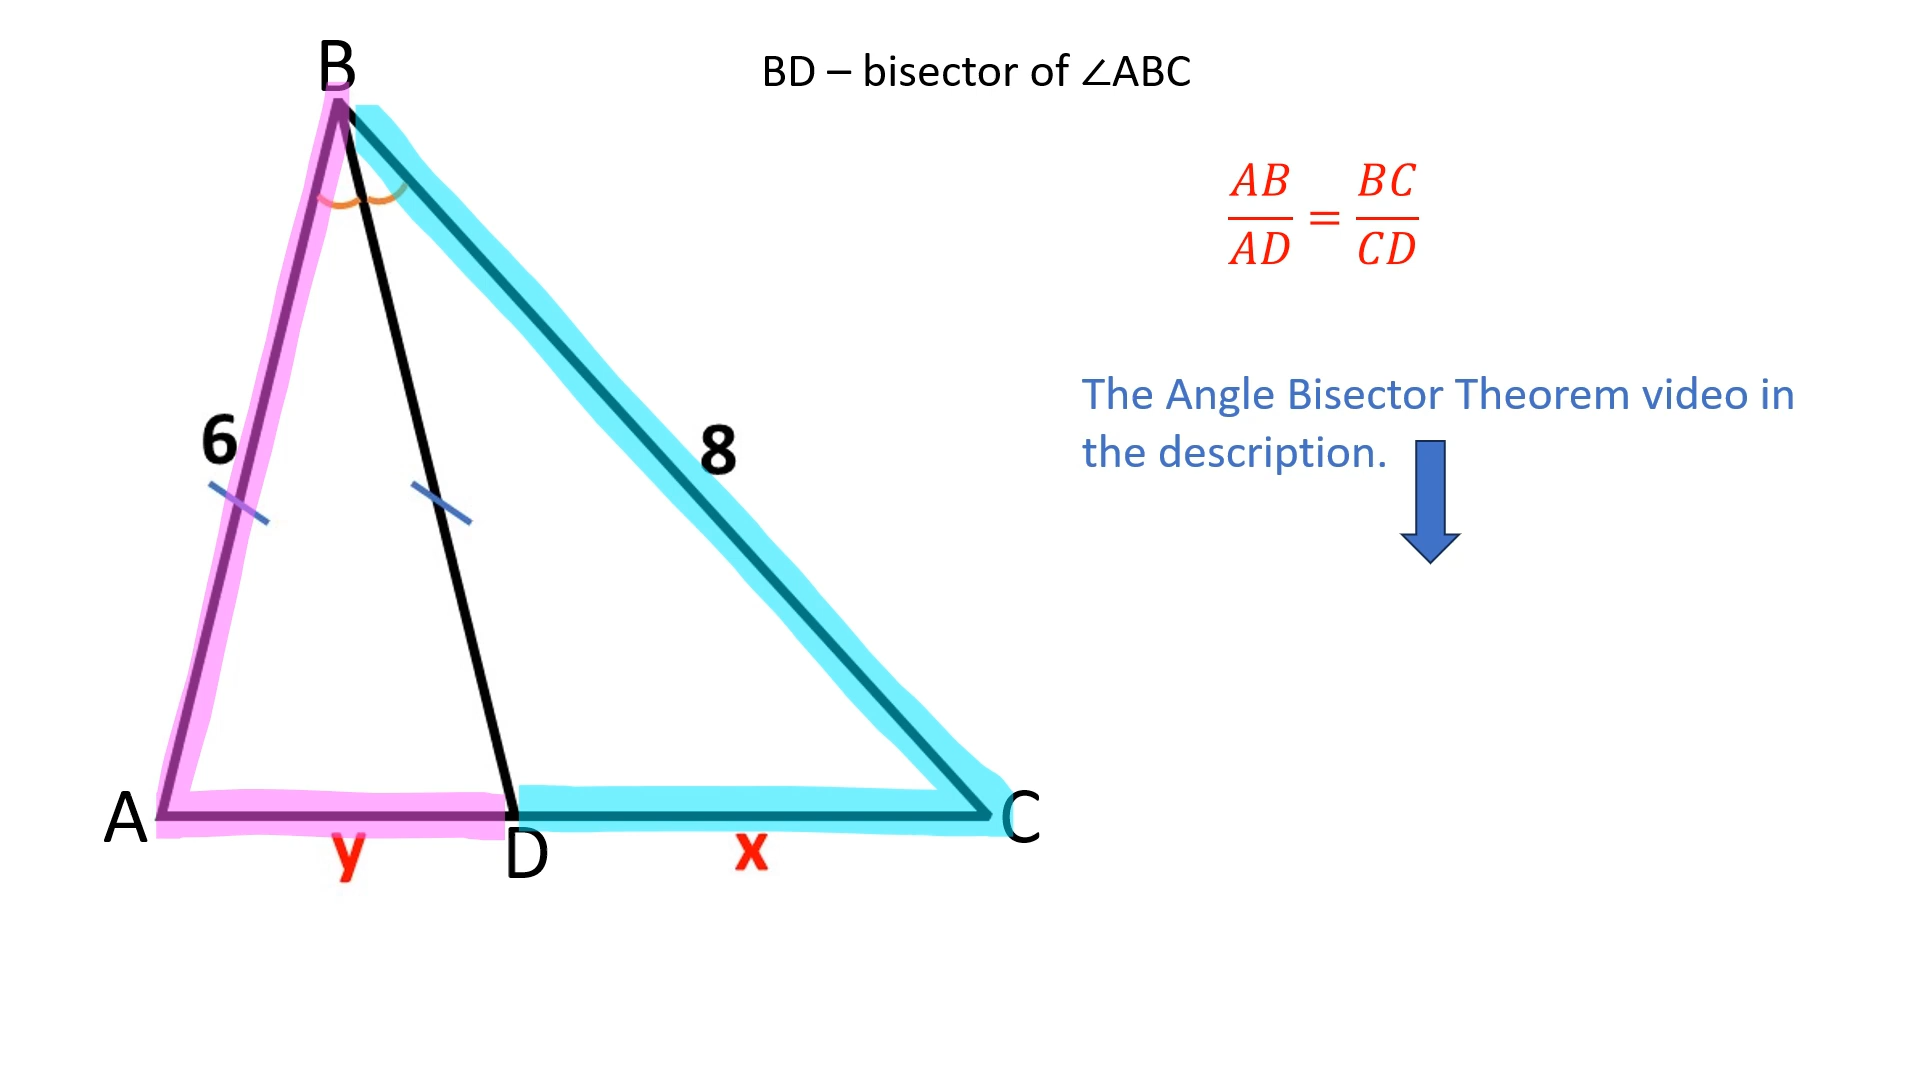 B
BD – bisector of ∠ABC
AB/AD = BC/CD
The Angle Bisector Theorem video in
the description.
6
8
A
y
D
x
C